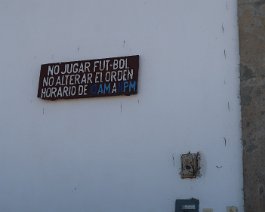 NO JUGAR FUT-BOL
NO ALTERAR EL ORDEN
HORARIO DE AM A PM